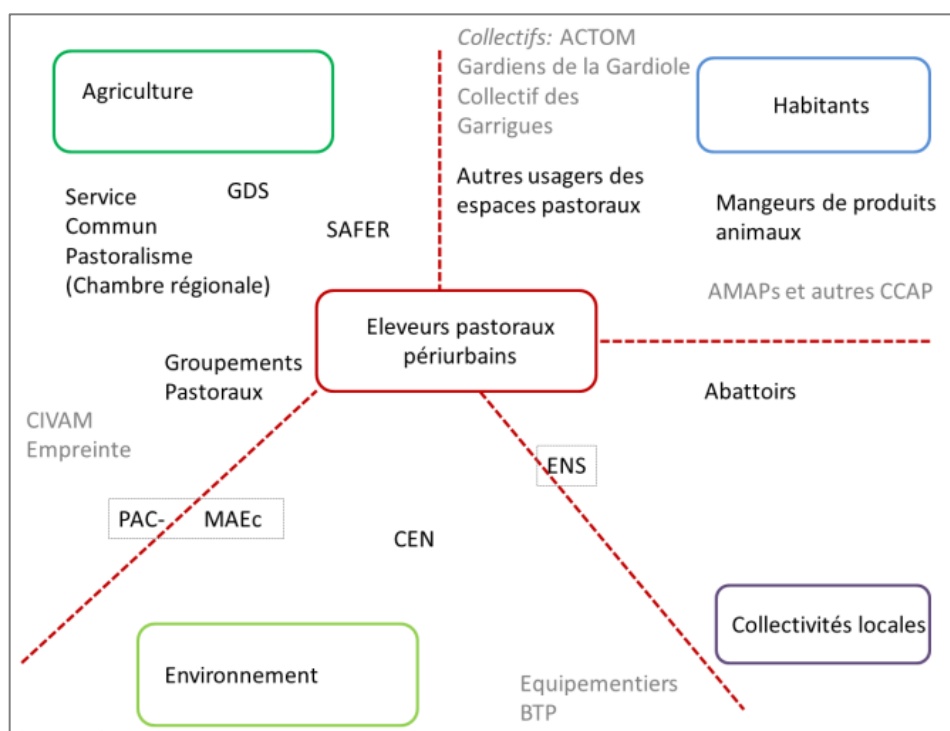 Collectifs: ACTOM
Gardiens de la Gardiole
Collectif des
Garrigues
Agriculture
Habitants
Autres usagers des
espaces pastoraux
GDS
Service
Commun
Pastoralisme
(Chambre régionale)
SAFER
Mangeurs de produits
animaux
AMAPs et autres CCAP
Eleveurs pastoraux
périurbains
Groupements
Pastoraux
Abattoirs
CIVAM
Empreinte
ENS
PAC- MAEc
CEN
Collectivités locales
Environnement
Equipementiers
BTP